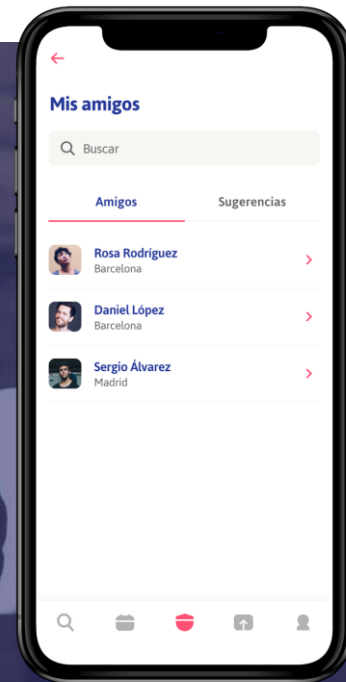 Mis amigos
Buscar
Amigos Sugerencias
Rosa Rodríguez
Barcelona
Daniel López
Barcelona
Sergio Álvarez
Madrid